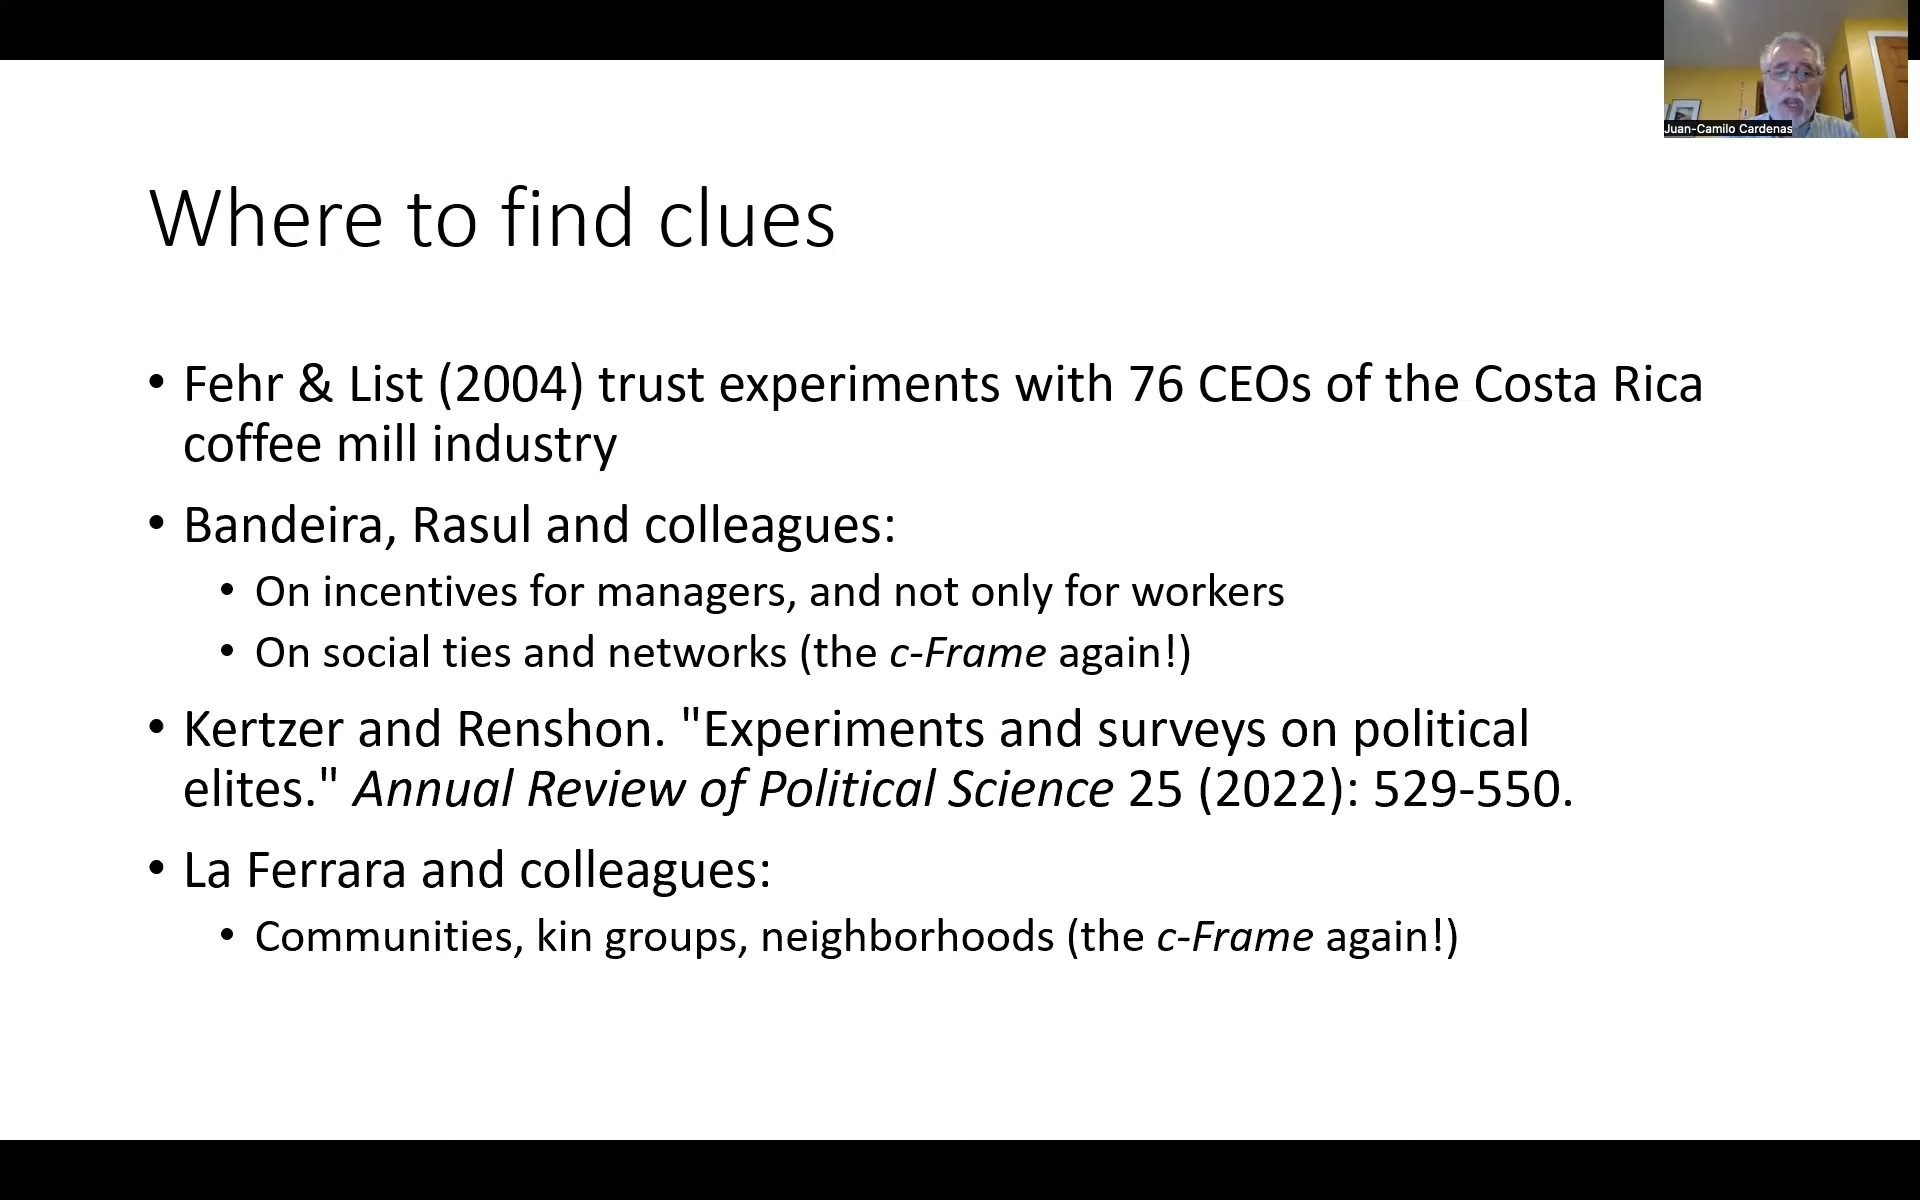 Juan-Camilo Cardenas
Where to find clues
• Fehr & List (2004) trust experiments with 76 CEOs of the Costa Rica
coffee mill industry
• Bandeira, Rasul and colleagues:
• On incentives for managers, and not only for workers
• On social ties and networks (the c-Frame again!)
• Kertzer and Renshon. "Experiments and surveys on political
elites." Annual Review of Political Science 25 (2022): 529-550.
• La Ferrara and colleagues:
• Communities, kin groups, neighborhoods (the c-Frame again!)